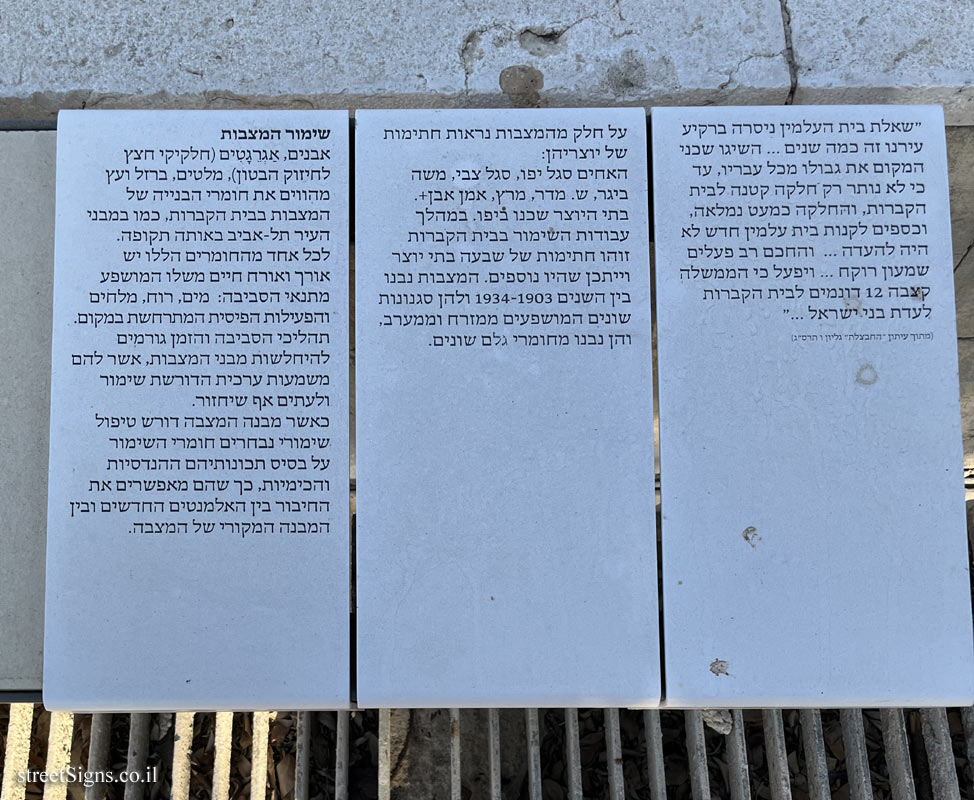 ״שאלת בית העלמין ניסרה ברקיע
עירנו זה כמה שנים ... השיגו שכני
המקום את גבולו מכל עבריו, עד
כי לא נותר רק חלקה קטנה לבית
הקברות, והחלקה כמעט נמלאה,
וכספים לקנות בית עלמין חדש לא
היה להעדה ... והחכם רב פעלים
שמעון רוקח ... ויפעל כי הממשלה
קצבה 12 דונמים לבית הקברות
לעדת בני ישראל ...״
(מתוך עיתון ״החבצלת״ גליון ו תרס״ג)
על חלק מהמצבות נראות חתימות
של יוצריהן:
האחים סגל יפו, סגל צבי, משה
ביגר, ש. מדר, מרץ, אמן אבן+.
בתי היוצר שכנו ביפו. במהלך
עבודות השימור בבית הקברות
זוהו חתימות של שבעה בתי יוצר
וייתכן שהיו נוספים. המצבות נבנו
בין השנים 1934-1903 ולהן סגנונות
שונים המושפעים ממזרח וממערב,
והן נבנו מחומרי גלם שונים.
שימור המצבות
אבנים, אַגְרֵגָטִים (חלקיקי חצץ
לחיזוק הבטון), מלטים, ברזל ועץ
מהווים את חומרי הבנייה של
המצבות בבית הקברות, כמו במבני
העיר תל-אביב באותה תקופה.
לכל אחד מהחומרים הללו יש
אורך ואורח חיים משלו המושפע
מתנאי הסביבה: מים, רוח, מלחים
והפעילות הפיסית המתרחשת במקום.
תהליכי הסביבה והזמן גורמים
להיחלשות מבני המצבות, אשר להם
משמעות ערכית הדורשת שימור
ולעתים אף שיחזור.
כאשר מבנה המצבה דורש טיפול
שימורי נבחרים חומרי השימור
על בסיס תכונותיהם ההנדסיות
והכימיות, כך שהם מאפשרים את
החיבור בין האלמנטים החדשים ובין
המבנה המקורי של המצבה.
streetSigns.co.il